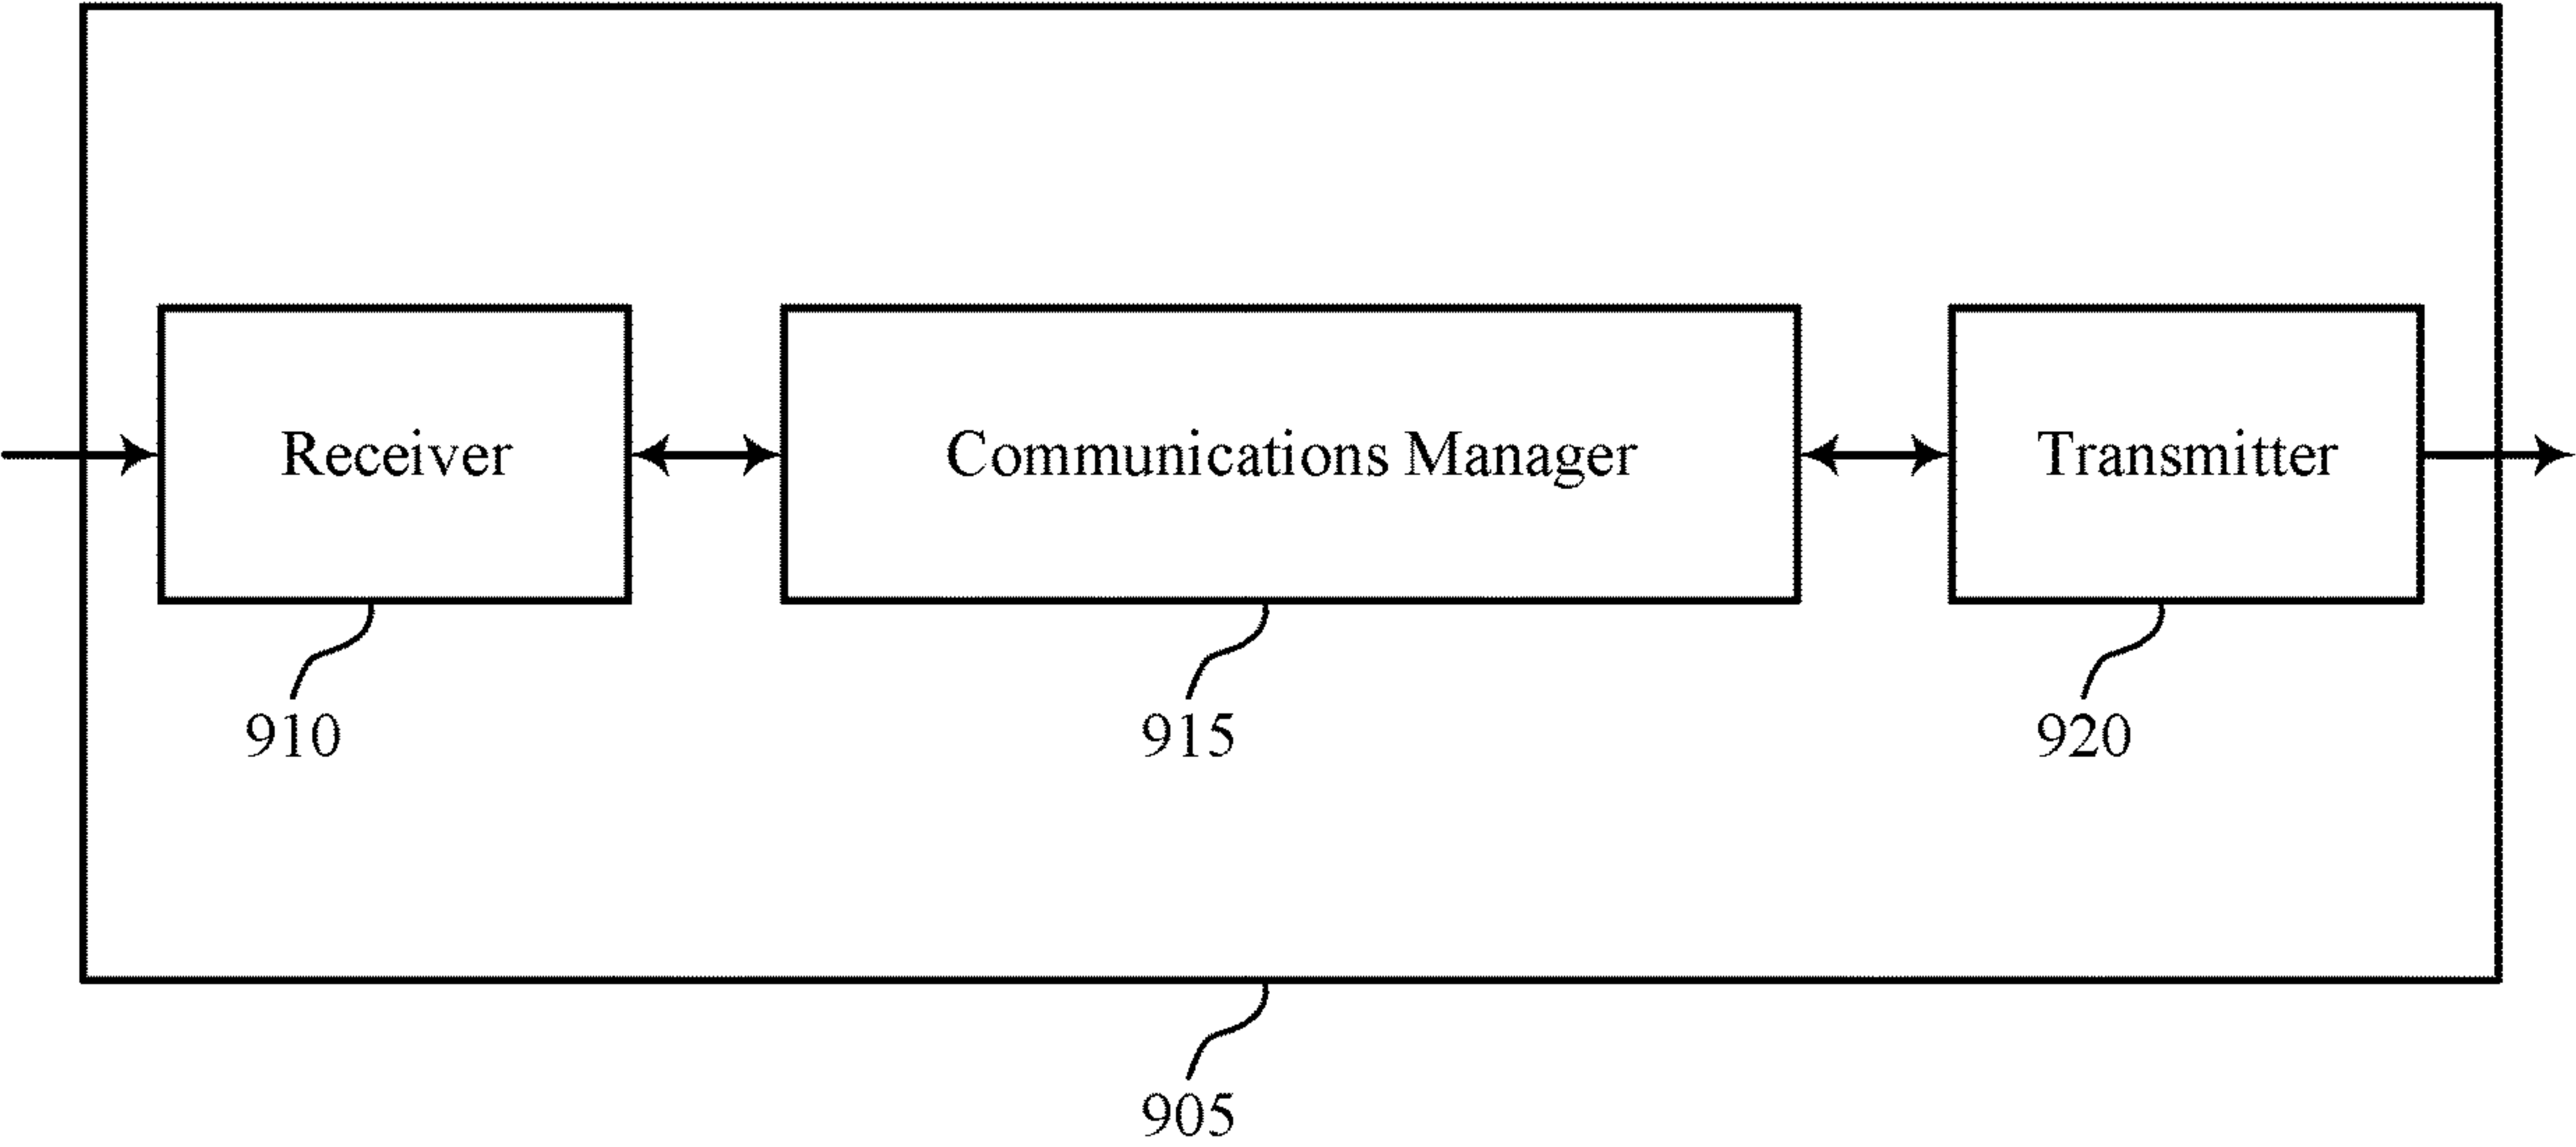 Receiver
Communications Manager
Transmitter
910
915
920
905